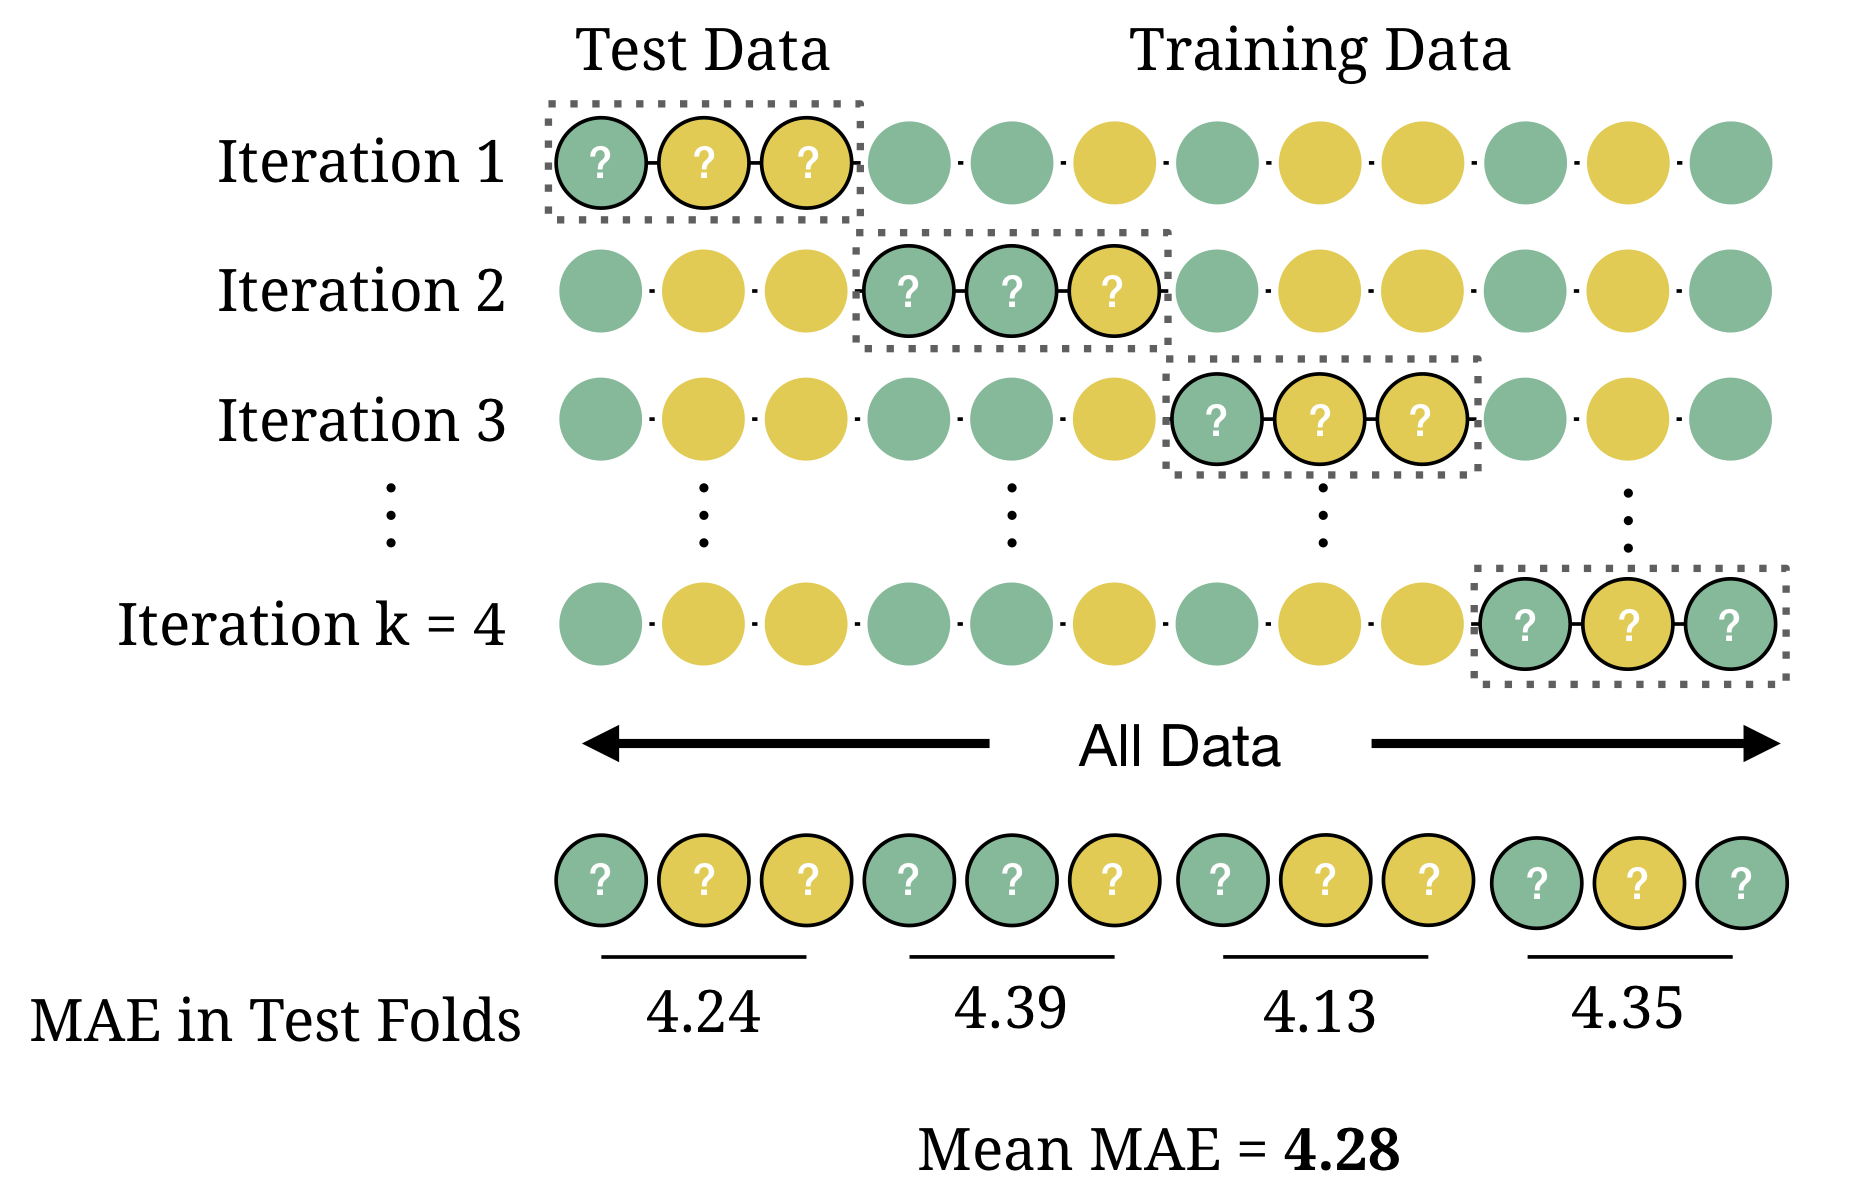 Test Data Training Data
Iteration 1 ? ? ?
Iteration 2 ? ? ?
Iteration 3 ? ? ?
Iteration k = 4 ? ? ?
All Data
? ? ? ? ? ? ? ? ? ? ? ?
MAE in Test Folds 4.24 4.39 4.13 4.35
Mean MAE = 4.28